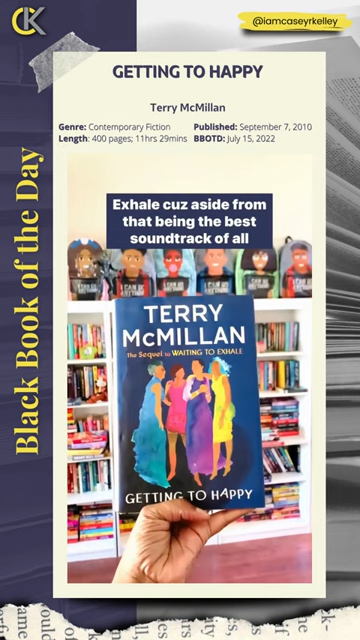 CK
@iamcaseyrkelley
GETTING TO HAPPY
Terry McMillan
Genre: Contemporary Fiction
Published: September 7, 2010
Length: 400 pages; 11hrs 29mins
BBOTD: July 15, 2022
Black Book of the Day
Exhale cuz aside from
that being the best
soundtrack of all
TERRY
McMILLAN
The Sequel to WAITING TO EXHALE
GETTING TO HAPPY